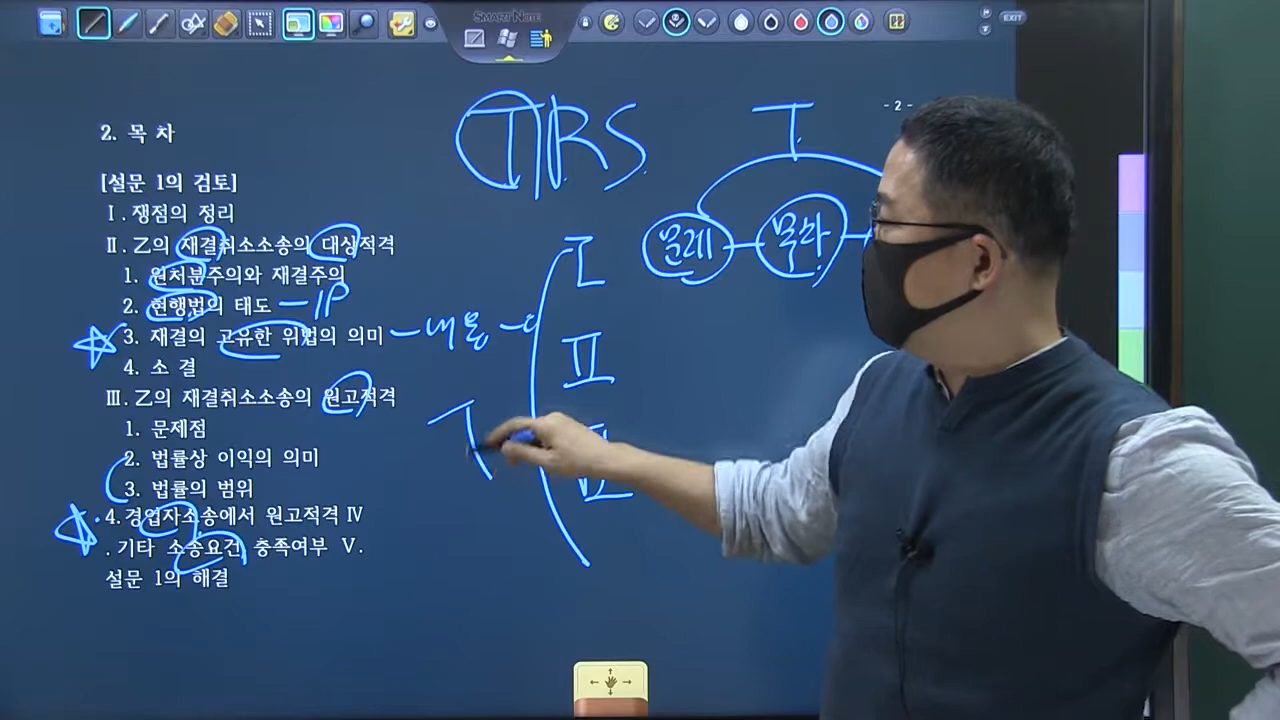 SMART NOTE
EXIT
- 2 -
2. 목 차
[설문 1의 검토]
Ⅰ. 쟁점의 정리
Ⅱ. 乙의 재결취소소송의 대상적격
1. 원처분주의와 재결주의
2. 현행법의 태도 - IP
3. 재결의 고유한 위법의 의미 - 내용
4. 소 결
Ⅲ. 乙의 재결취소소송의 원고적격
1. 문제점
2. 법률상 이익의 의미
3. 법률의 범위
4. 경업자소송에서 원고적격 Ⅳ
. 기타 소송요건 충족여부 Ⅴ.
설문 1의 해결
T/RS
T
문제 - 목차
Ⅰ
Ⅱ
T